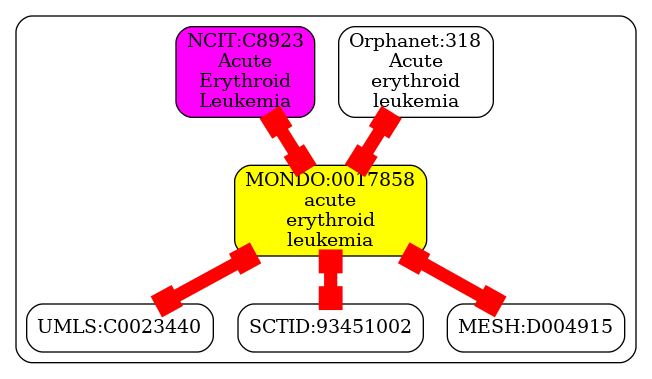 NCIT:C8923
Acute
Erythroid
Leukemia
Orphanet:318
Acute
erythroid
leukemia
MONDO:0017858
acute
erythroid
leukemia
UMLS:C0023440
SCTID:93451002
MESH:D004915